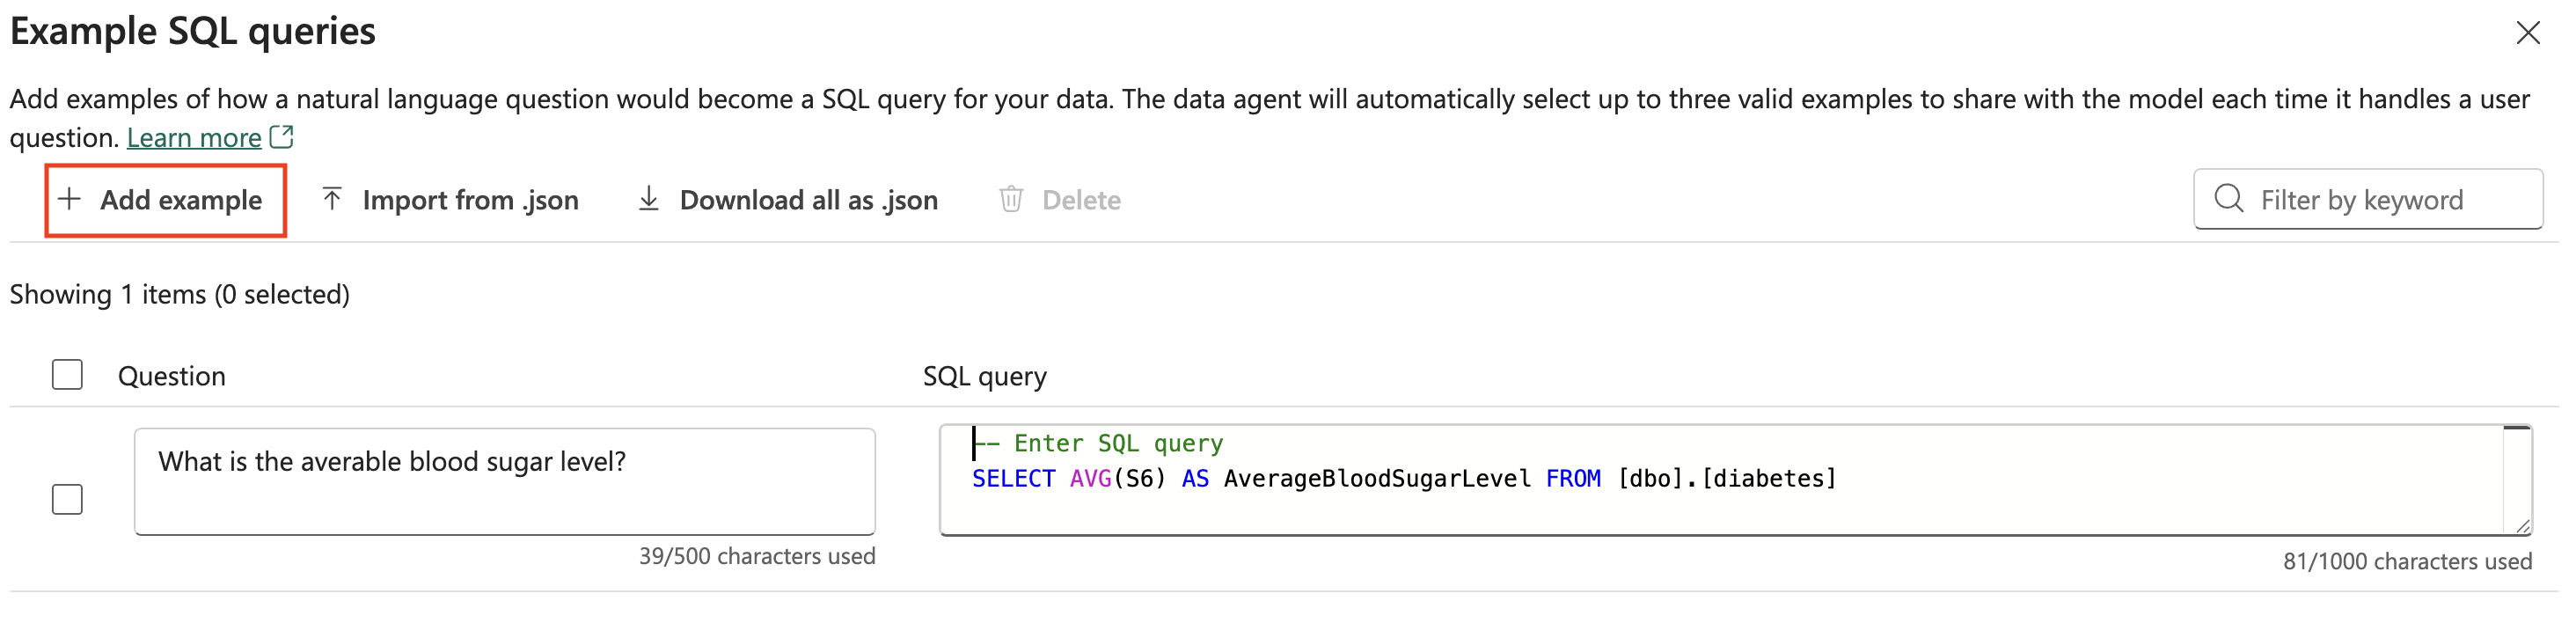 Example SQL queries
Add examples of how a natural language question would become a SQL query for your data. The data agent will automatically select up to three valid examples to share with the model each time it handles a user
question. Learn more
Add example Import from .json Download all as .json Delete Filter by keyword
Showing 1 items (0 selected)
Question SQL query
What is the averable blood sugar level?
-- Enter SQL query
SELECT AVG(S6) AS AverageBloodSugarLevel FROM [dbo].[diabetes]
39/500 characters used
81/1000 characters used